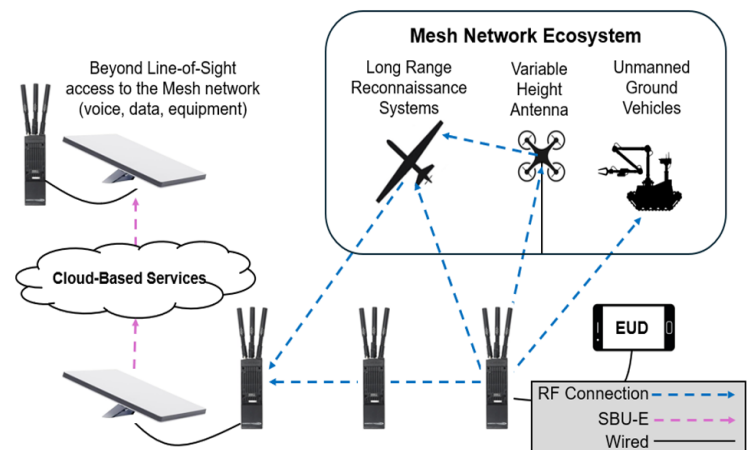 Mesh Network Ecosystem
Beyond Line-of-Sight
access to the Mesh network
(voice, data, equipment)
Long Range
Reconnaissance
Systems
Variable
Height
Antenna
Unmanned
Ground
Vehicles
Cloud-Based Services
EUD
RF Connection
SBU-E
Wired